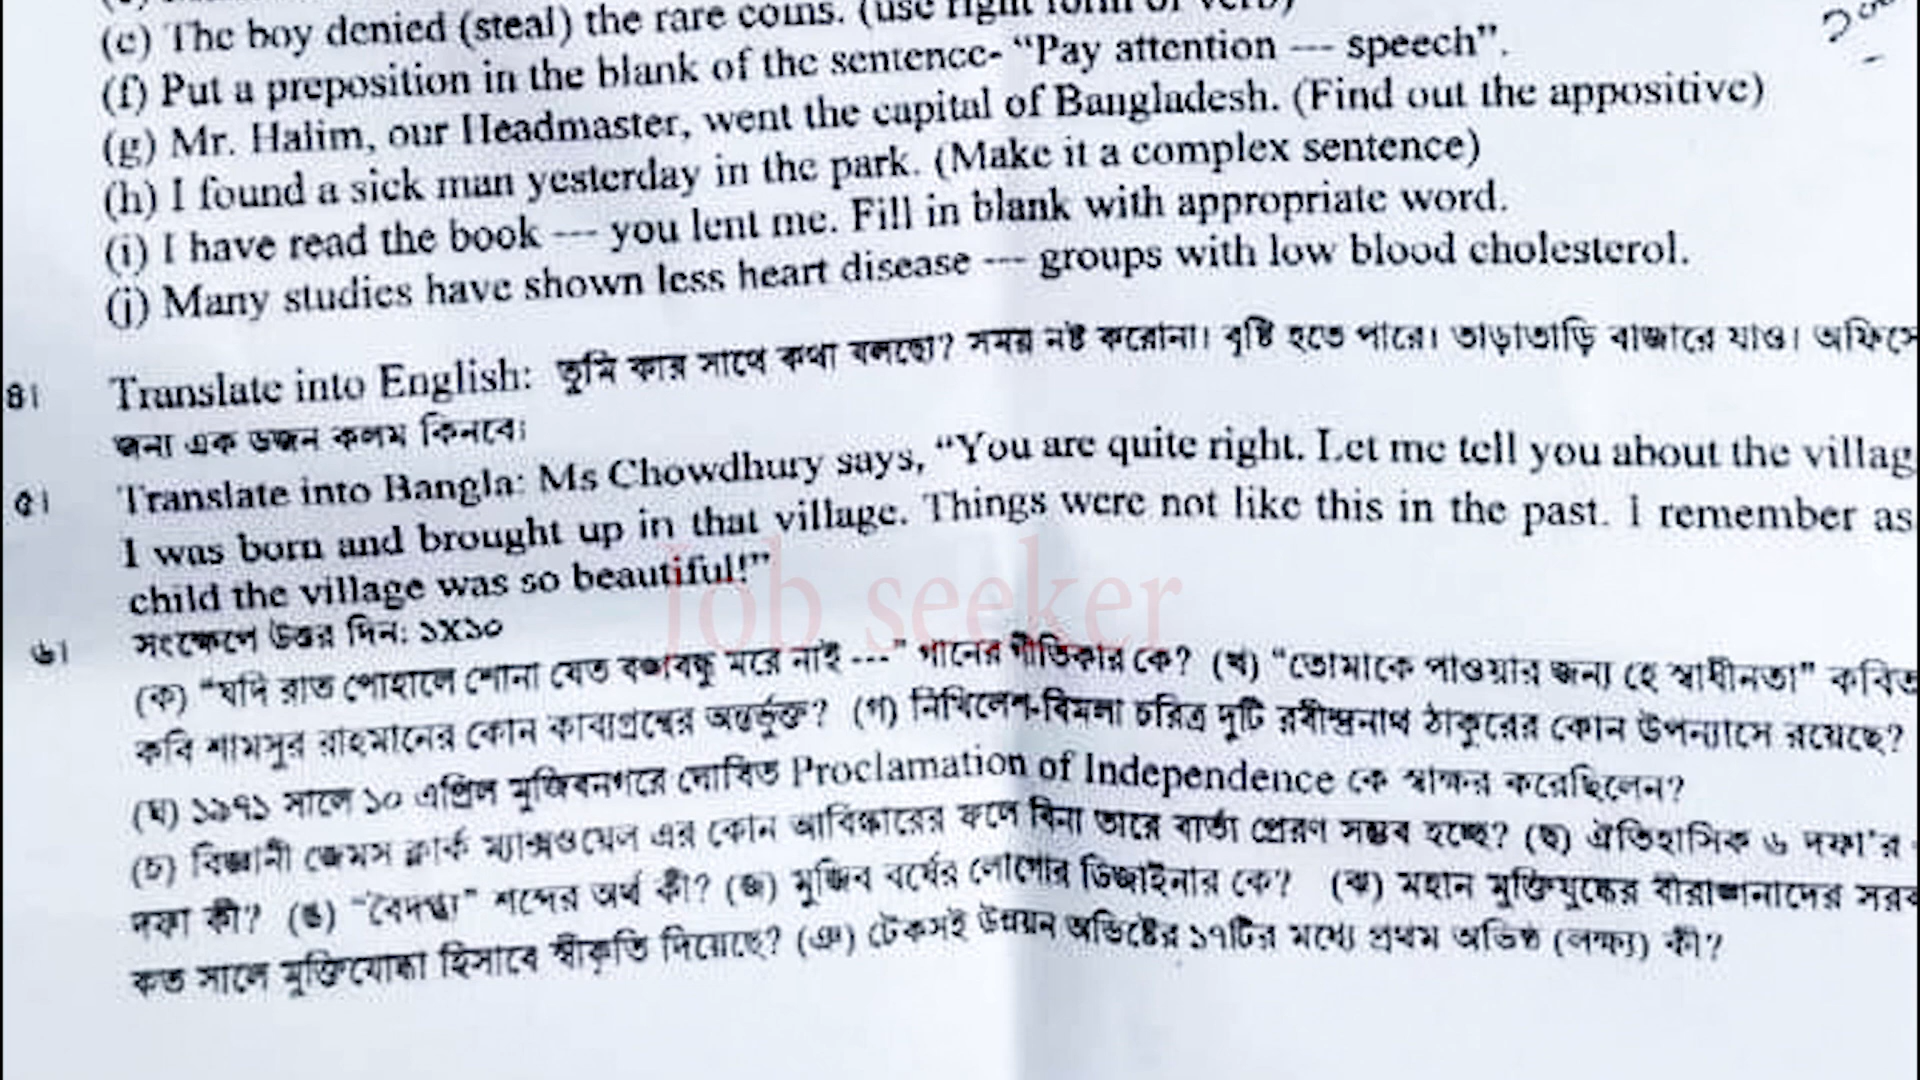 (e) The boy denied (steal) the rare coins. (use right form of verb)
(f) Put a preposition in the blank of the sentence- “Pay attention --- speech”.
(g) Mr. Halim, our Headmaster, went the capital of Bangladesh. (Find out the appositive)
(h) I found a sick man yesterday in the park. (Make it a complex sentence)
(i) I have read the book --- you lent me. Fill in blank with appropriate word.
(j) Many studies have shown less heart disease --- groups with low blood cholesterol.
৪। Translate into English: তুমি কার সাথে কথা বলছো? সময় নষ্ট করোনা। বৃষ্টি হতে পারে। তাড়াতাড়ি বাজারে যাও। অফিসে
জন্য এক ডজন কলম কিনবে।
৫। Translate into Bangla: Ms Chowdhury says, “You are quite right. Let me tell you about the villag
I was born and brought up in that village. Things were not like this in the past. I remember as
child the village was so beautiful!”
৬। সংক্ষেপে উত্তর দিন: ১X১০
(ক) “যদি রাত পোহালে শোনা যেত বঙ্গবন্ধু মরে নাই ---” গানের গীতিকার কে? (খ) “তোমাকে পাওয়ার জন্য হে স্বাধীনতা” কবিত
কবি শামসুর রাহমানের কোন কাব্যগ্রন্থের অন্তর্ভুক্ত? (গ) নিখিলেশ-বিমলা চরিত্র দুটি রবীন্দ্রনাথ ঠাকুরের কোন উপন্যাসে রয়েছে?
(ঘ) ১৯৭১ সালে ১০ এপ্রিল মুজিবনগরে ঘোষিত Proclamation of Independence কে স্বাক্ষর করেছিলেন?
(চ) বিজ্ঞানী জেমস ক্লার্ক ম্যাক্সওয়েল এর কোন আবিষ্কারের ফলে বিনা তারে বার্তা প্রেরণ সম্ভব হচ্ছে? (ছ) ঐতিহাসিক ৬ দফা'র
দফা কী? (ঙ) “বৈদগ্ধ্য” শব্দের অর্থ কী? (জ) মুজিব বর্ষের লোগোর ডিজাইনার কে? (ঝ) মহান মুক্তিযুদ্ধের বীরাঙ্গনাদের সরক
কত সালে মুক্তিযোদ্ধা হিসাবে স্বীকৃতি দিয়েছে? (ঞ) টেকসই উন্নয়ন অভিষ্টের ১৭টির মধ্যে প্রথম অভিষ্ঠ (লক্ষ্য) কী?
Job seeker